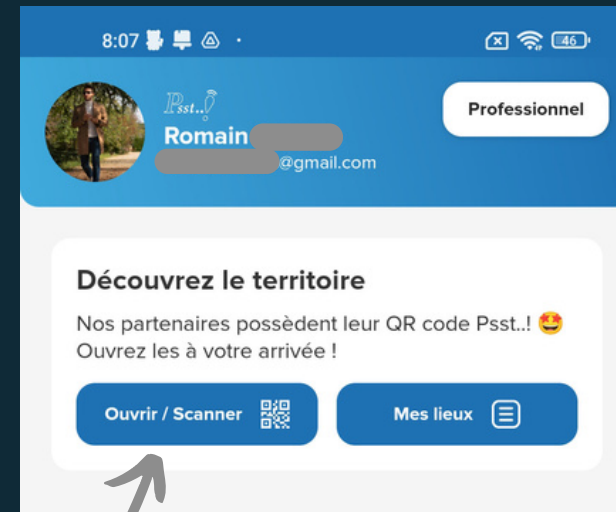 8:07
46
Psst..!
Professionnel
Romain
@gmail.com
Découvrez le territoire
Nos partenaires possèdent leur QR code Psst..! 🤩
Ouvrez les à votre arrivée !
Ouvrir / Scanner
Mes lieux